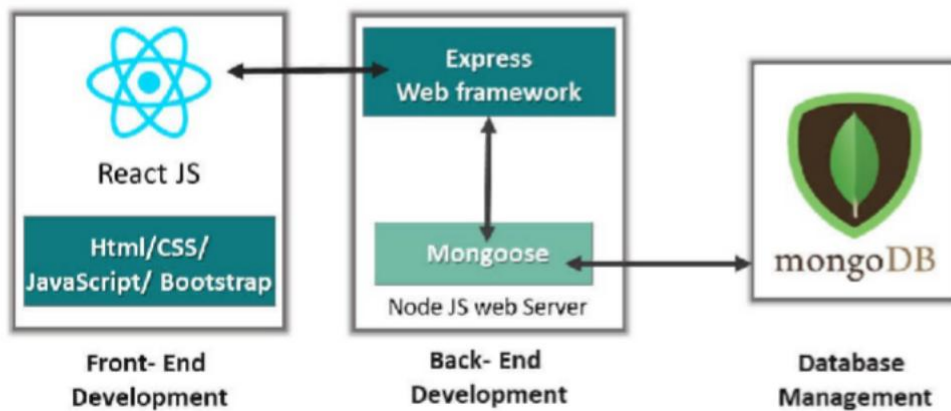 React JS
Html/CSS/
JavaScript/ Bootstrap
Front- End
Development
Express
Web framework
Mongoose
Node JS web Server
Back- End
Development
mongoDB
Database
Management